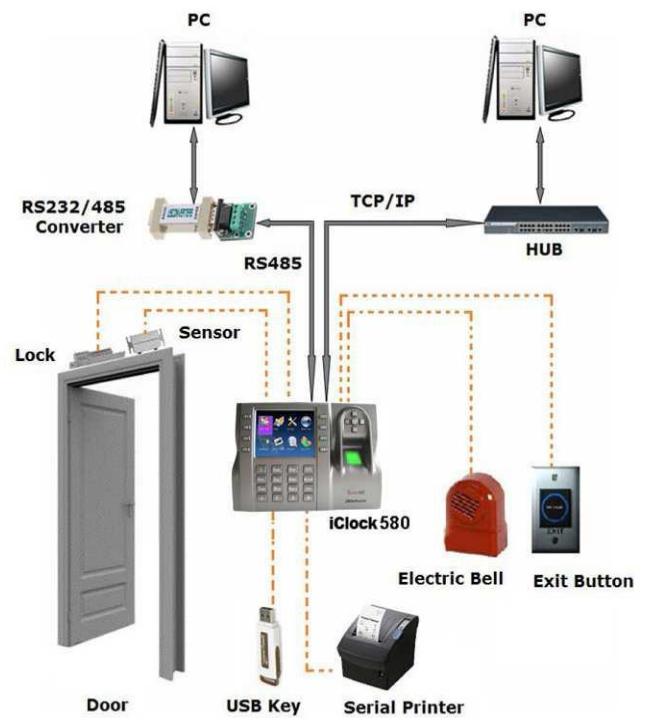 PC
PC
RS232/485
Converter
TCP/IP
HUB
RS485
Sensor
Lock
iClock580
EXIT
Electric Bell
Exit Button
Door
USB Key
Serial Printer